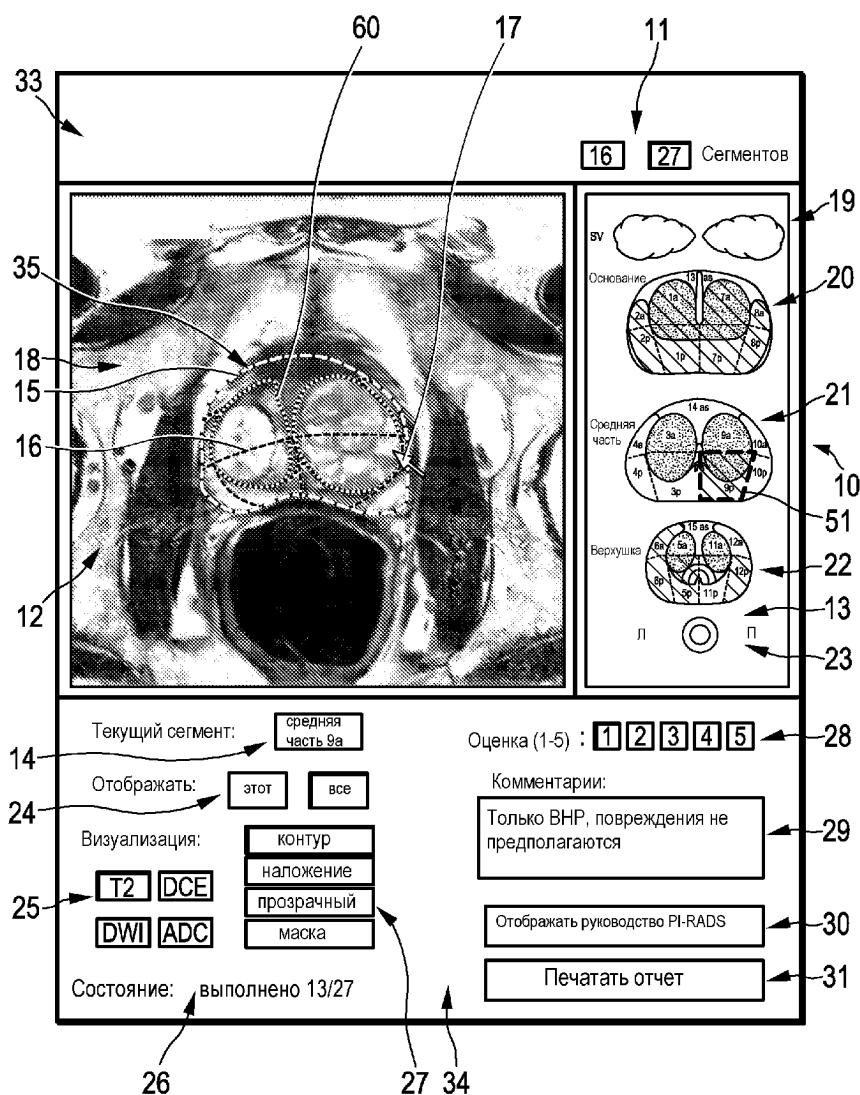 60
17
11
33
16 27 Сегментов
19
SV
Основание
13 as
1a 7a
2a 8a
2p 8p
1p 7p
20
35
18
15
16
21
14 as
Средняя часть
3a 9a
4a 10a
4p 10p
3p 9p
10
51
15 as
Верхушка
5a 11a
6a 12a
12p
5p 11p
22
12
13
Л П
23
Текущий сегмент: средняя часть 9a
14
Оценка (1-5) : 1 2 3 4 5
28
Отображать: этот все
24
Комментарии:
Только BHP, повреждения не
предполагаются
29
Визуализация:
контур
наложение
прозрачный
маска
25
T2 DCE
DWI ADC
Отображать руководство PI-RADS
30
Печатать отчет
31
Состояние: выполнено 13/27
26
27
34